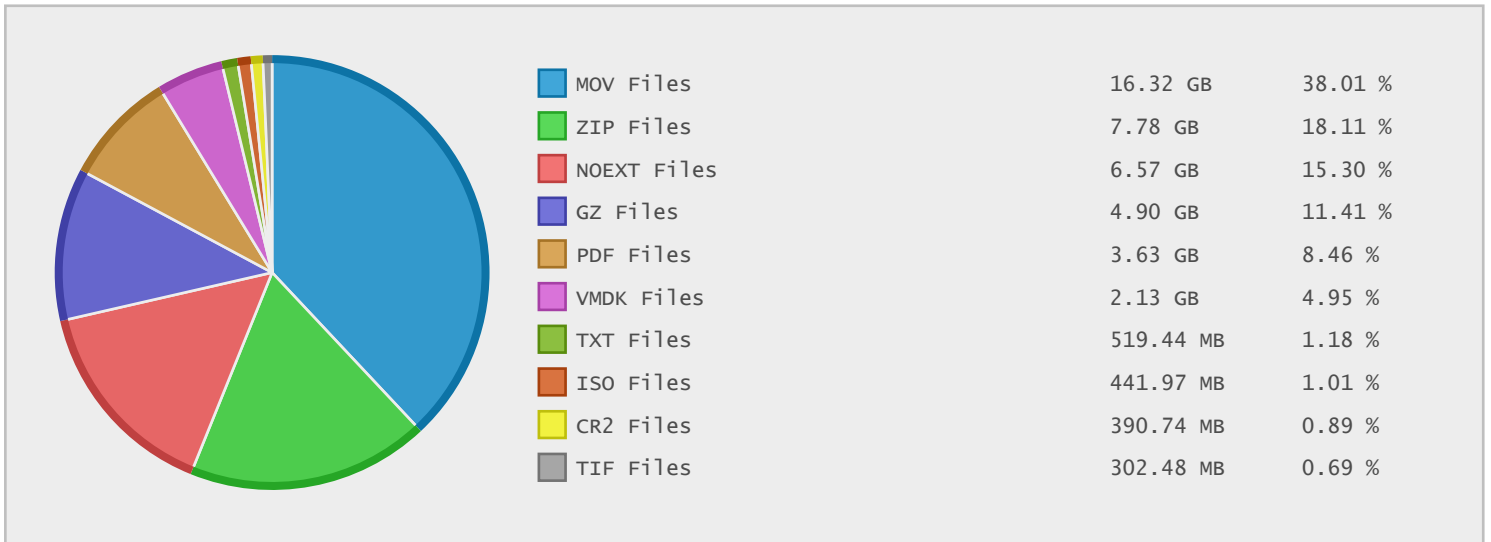 MOV Files 16.32 GB 38.01 %
ZIP Files 7.78 GB 18.11 %
NOEXT Files 6.57 GB 15.30 %
GZ Files 4.90 GB 11.41 %
PDF Files 3.63 GB 8.46 %
VMDK Files 2.13 GB 4.95 %
TXT Files 519.44 MB 1.18 %
ISO Files 441.97 MB 1.01 %
CR2 Files 390.74 MB 0.89 %
TIF Files 302.48 MB 0.69 %